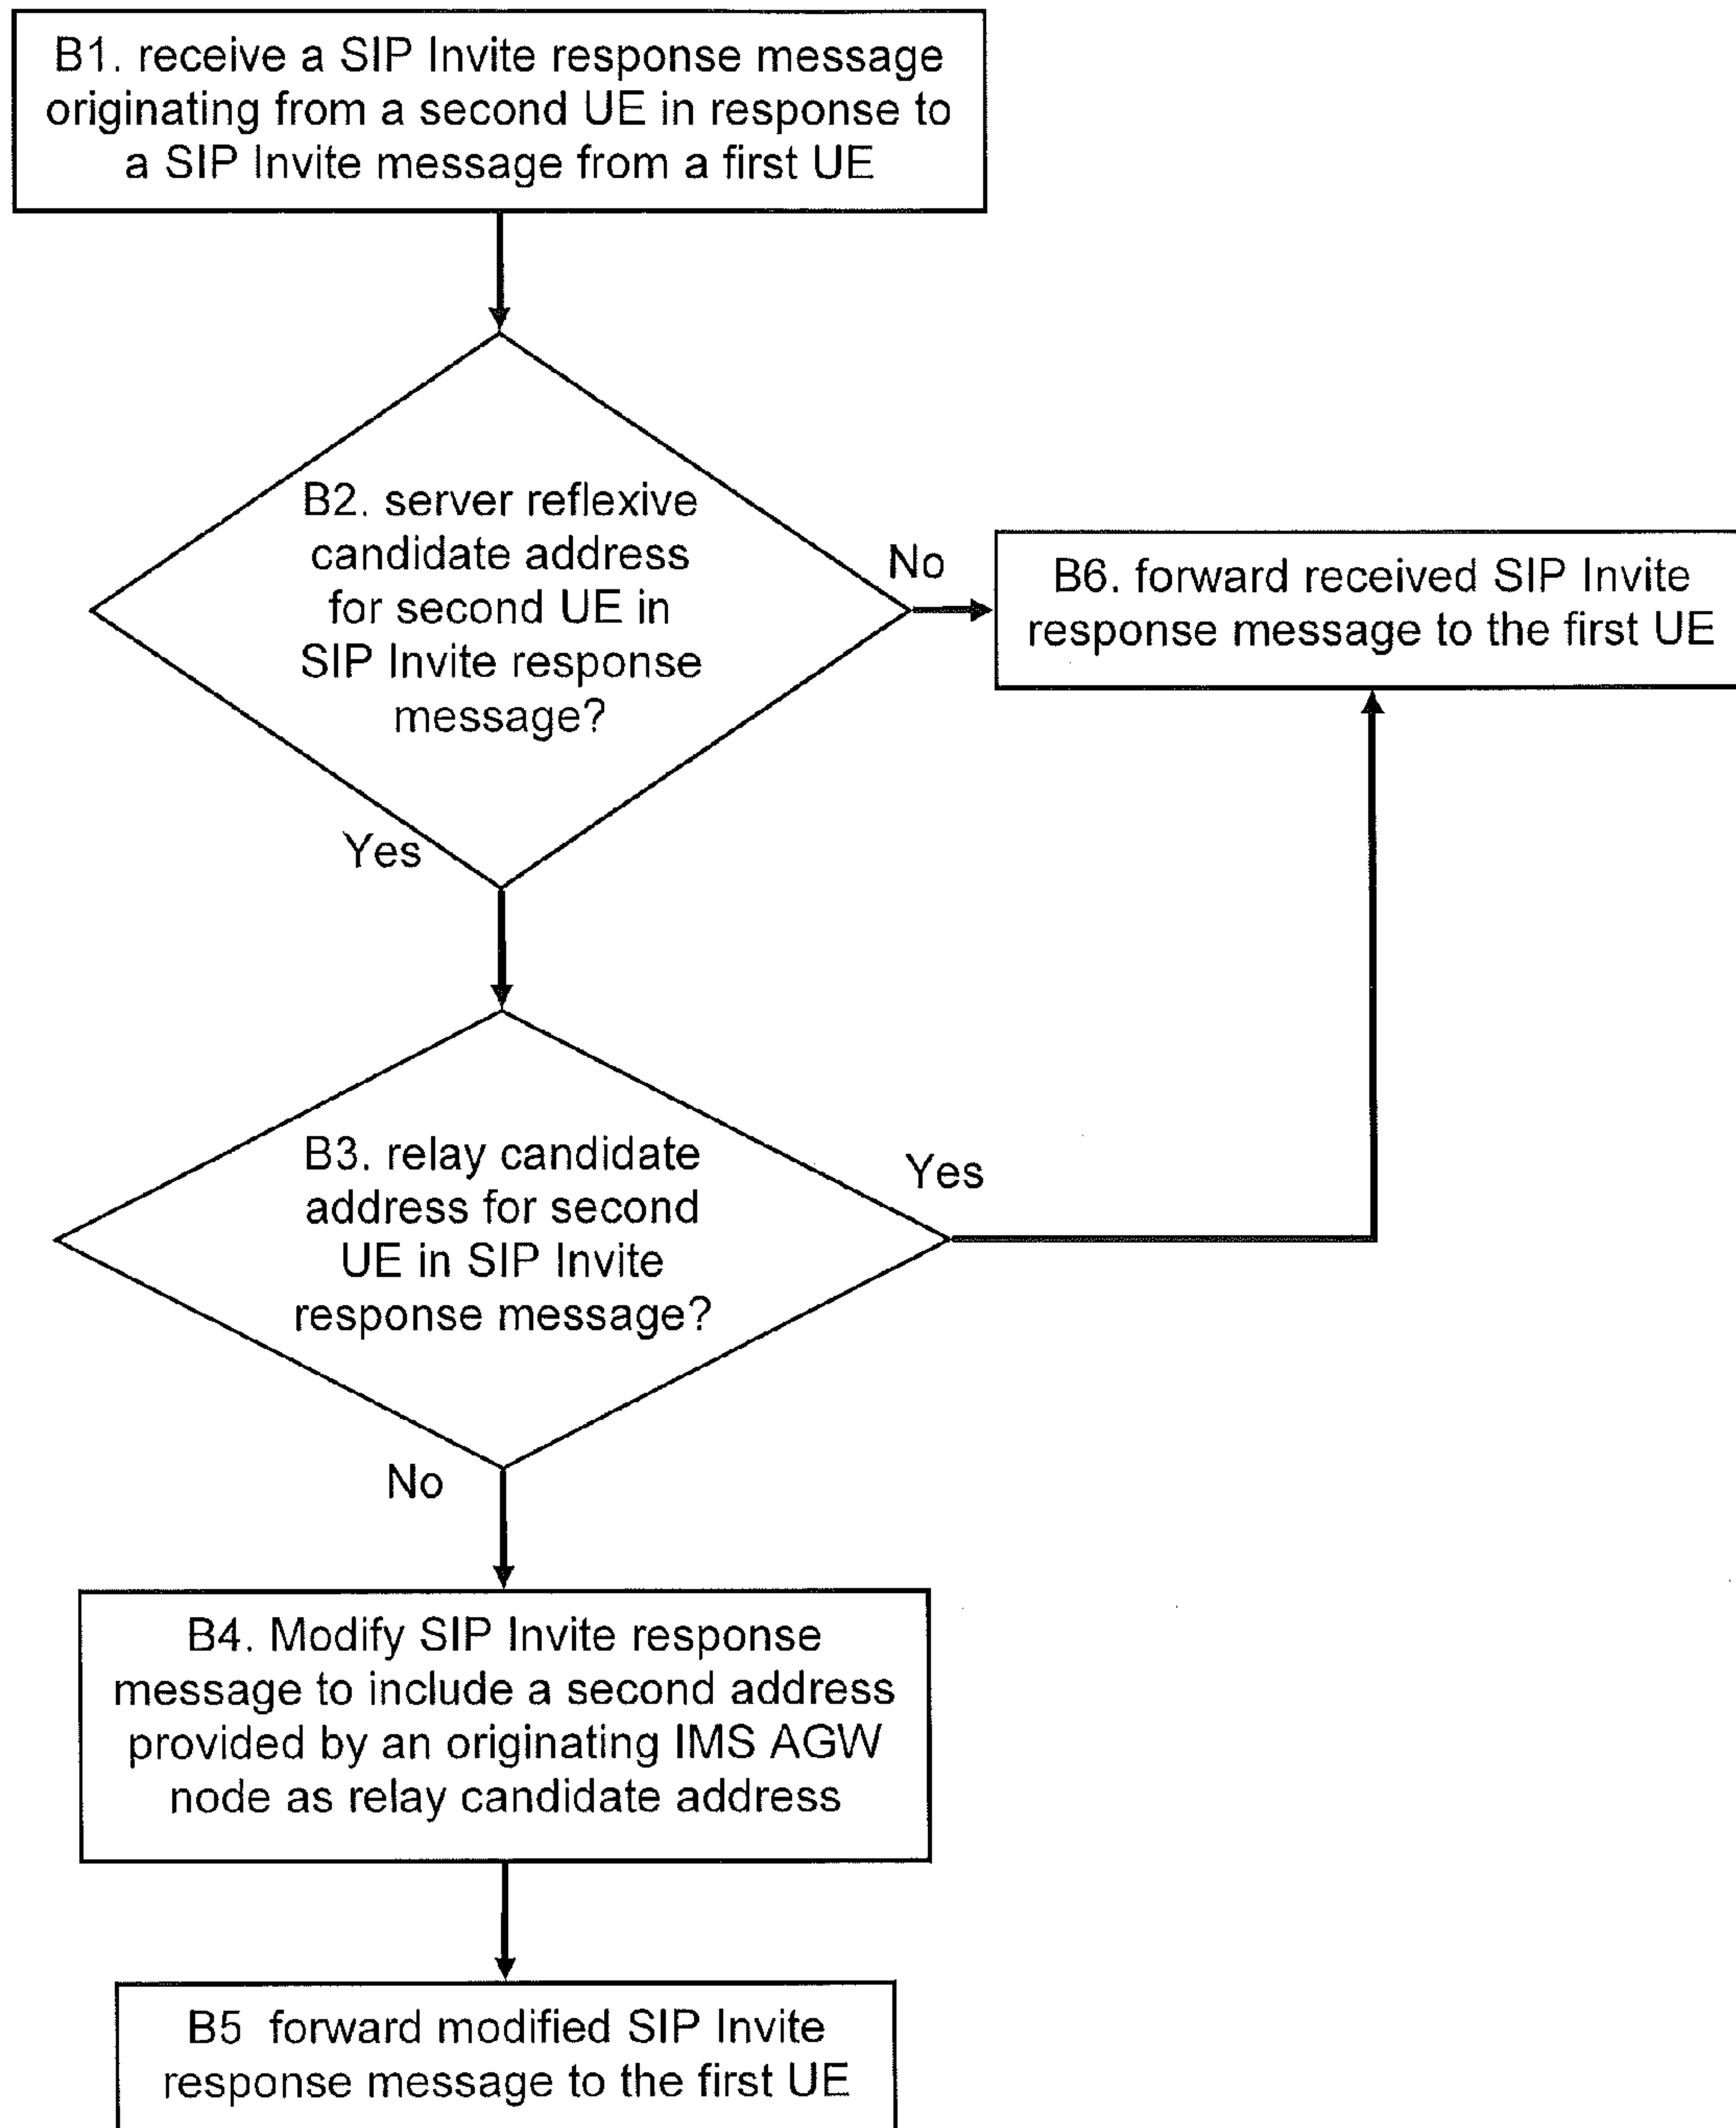 B1. receive a SIP Invite response message
originating from a second UE in response to
a SIP Invite message from a first UE
B2. server reflexive
candidate address
for second UE in
SIP Invite response
message?
No
B6. forward received SIP Invite
response message to the first UE
Yes
B3. relay candidate
address for second
UE in SIP Invite
response message?
Yes
No
B4. Modify SIP Invite response
message to include a second address
provided by an originating IMS AGW
node as relay candidate address
B5 forward modified SIP Invite
response message to the first UE